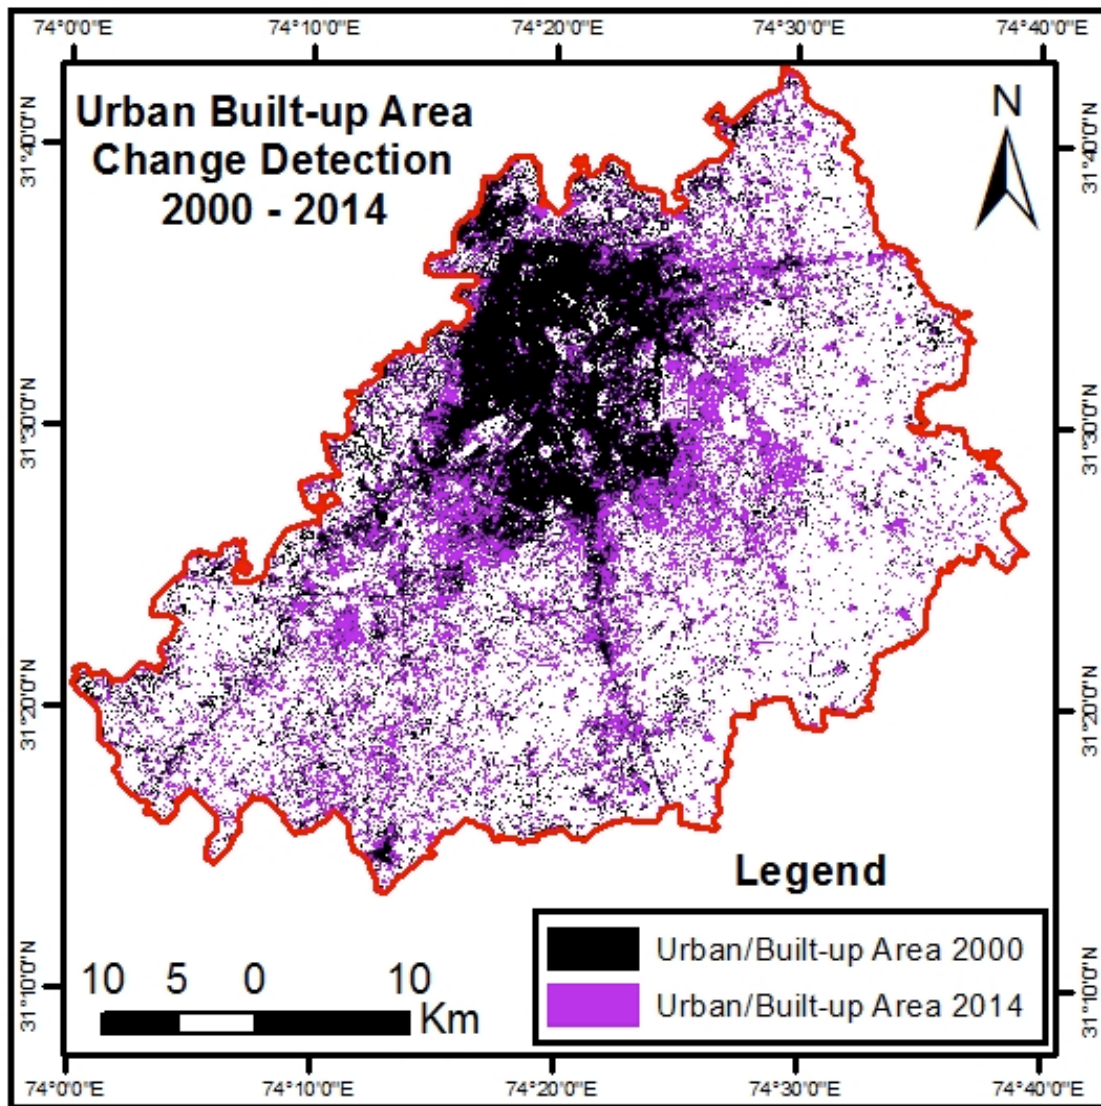 74°0'0"E 74°10'0"E 74°20'0"E 74°30'0"E 74°40'0"E
Urban Built-up Area
Change Detection
2000 - 2014
N
31°40'0"N 31°40'0"N
31°30'0"N 31°30'0"N
31°20'0"N 31°20'0"N
31°10'0"N 31°10'0"N
Legend
Urban/Built-up Area 2000
Urban/Built-up Area 2014
10 5 0 10
Km
74°0'0"E 74°10'0"E 74°20'0"E 74°30'0"E 74°40'0"E